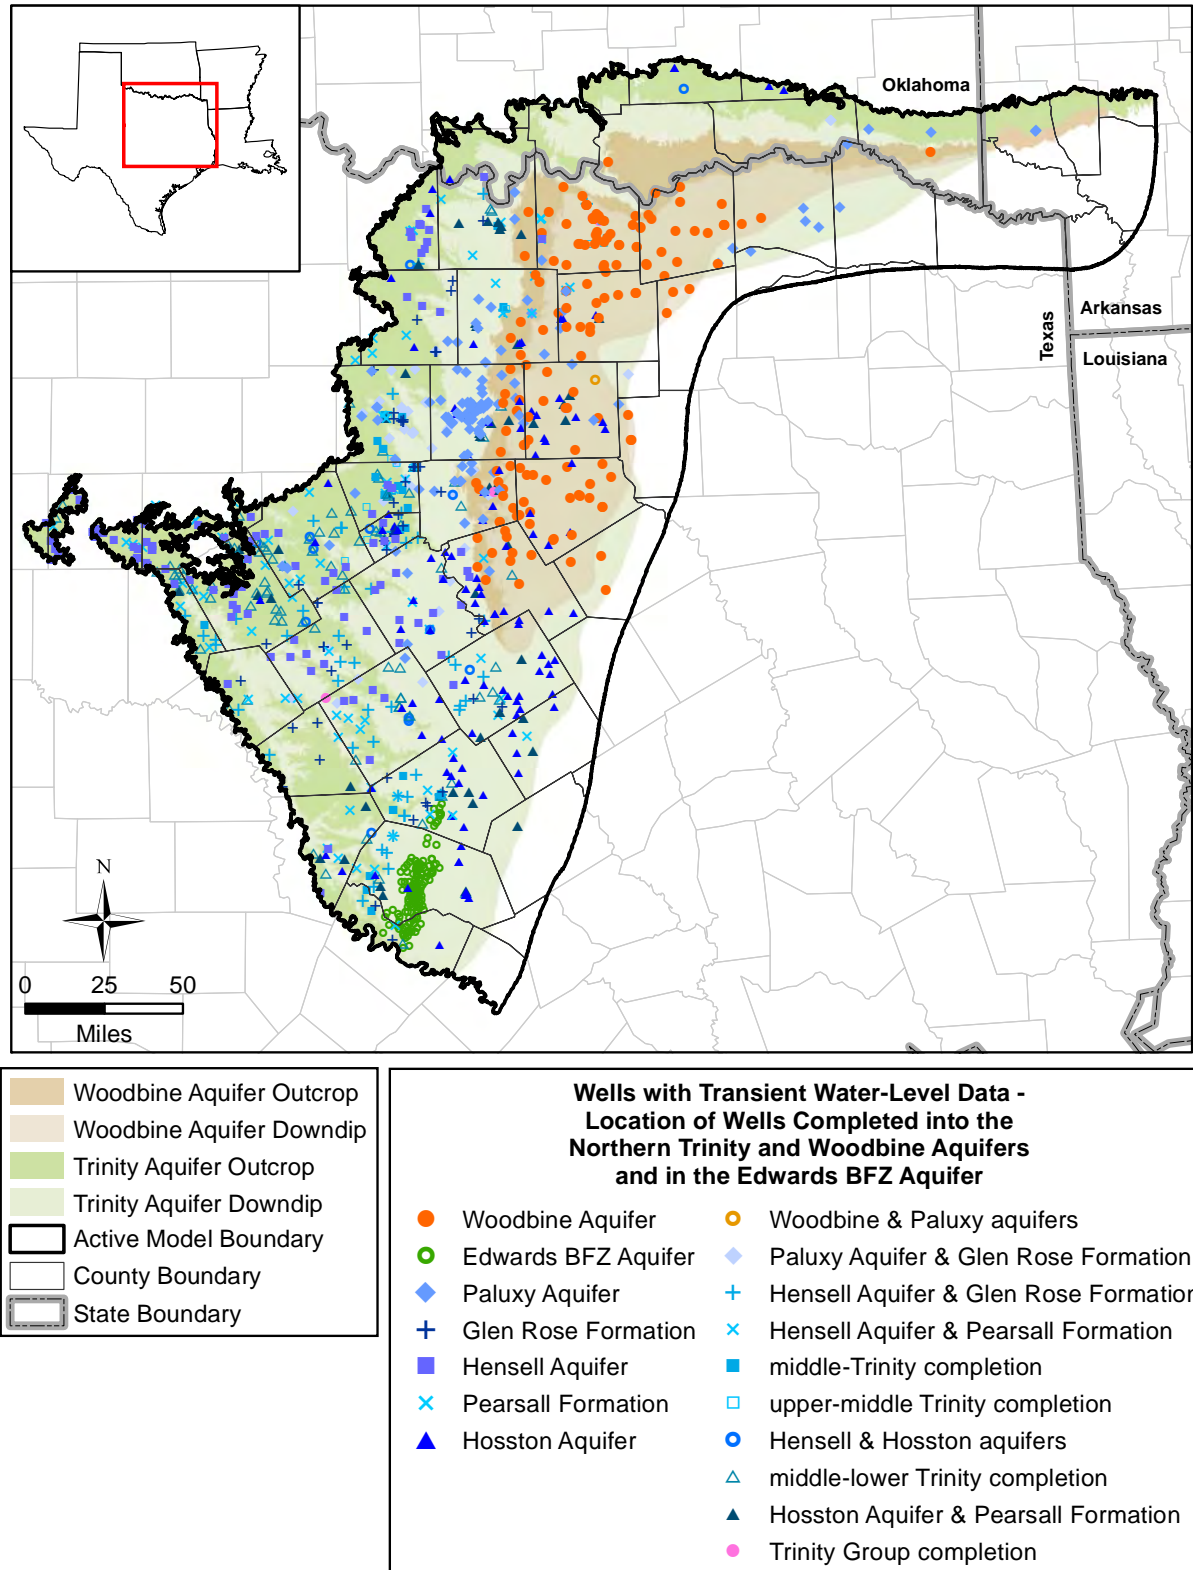 Oklahoma
Arkansas
Texas
Louisiana
N
0 25 50
Miles
Woodbine Aquifer Outcrop
Woodbine Aquifer Downdip
Trinity Aquifer Outcrop
Trinity Aquifer Downdip
Active Model Boundary
County Boundary
State Boundary
Wells with Transient Water-Level Data -
Location of Wells Completed into the
Northern Trinity and Woodbine Aquifers
and in the Edwards BFZ Aquifer
Woodbine Aquifer
Edwards BFZ Aquifer
Paluxy Aquifer
Glen Rose Formation
Hensell Aquifer
Pearsall Formation
Hosston Aquifer
Woodbine & Paluxy aquifers
Paluxy Aquifer & Glen Rose Formation
Hensell Aquifer & Glen Rose Formation
Hensell Aquifer & Pearsall Formation
middle-Trinity completion
upper-middle Trinity completion
Hensell & Hosston aquifers
middle-lower Trinity completion
Hosston Aquifer & Pearsall Formation
Trinity Group completion